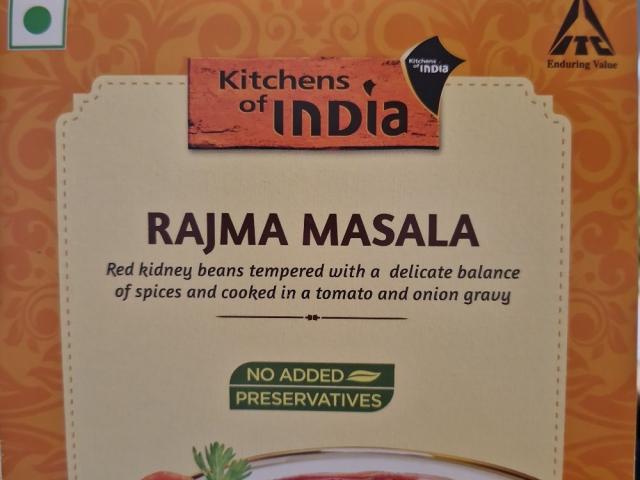 Kitchens
of INDIA
Kitchens
of INDIA
ITC
Enduring Value
RAJMA MASALA
Red kidney beans tempered with a delicate balance
of spices and cooked in a tomato and onion gravy
NO ADDED
PRESERVATIVES